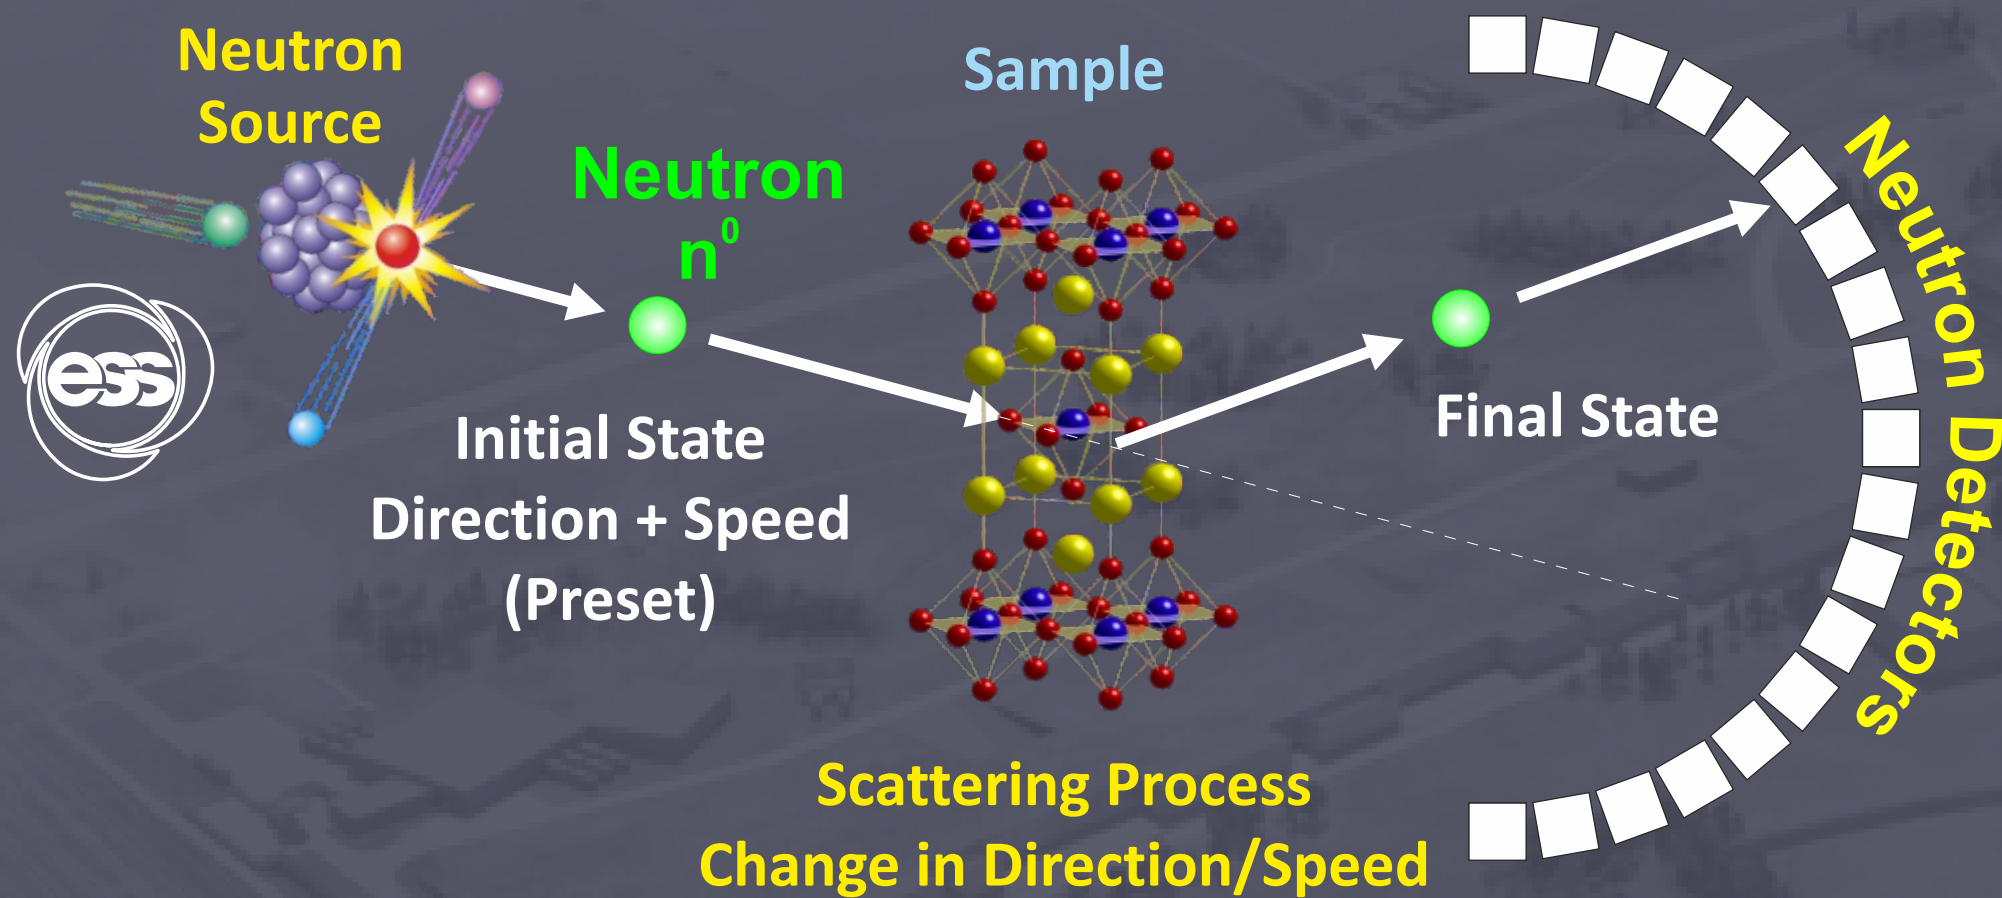 Neutron
Source
Neutron
n⁰
Sample
ess
Initial State
Direction + Speed
(Preset)
Final State
Neutron Detectors
Scattering Process
Change in Direction/Speed